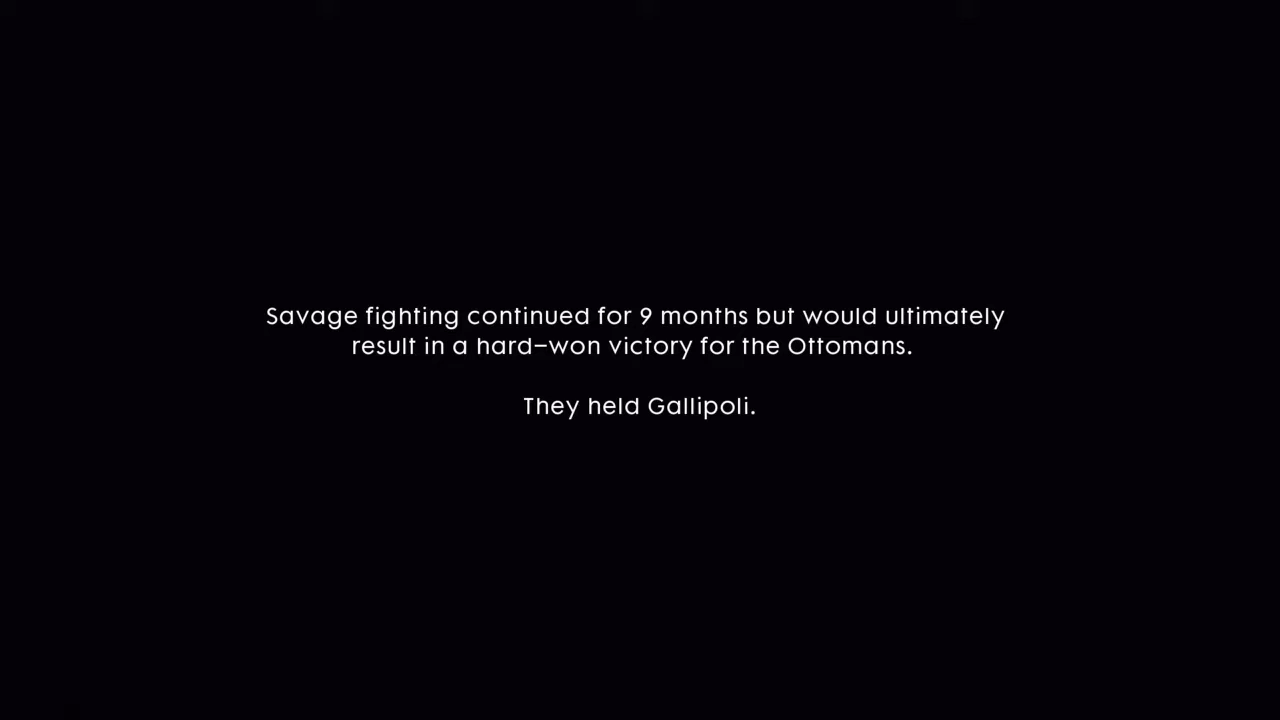 Savage fighting continued for 9 months but would ultimately
result in a hard–won victory for the Ottomans.
They held Gallipoli.